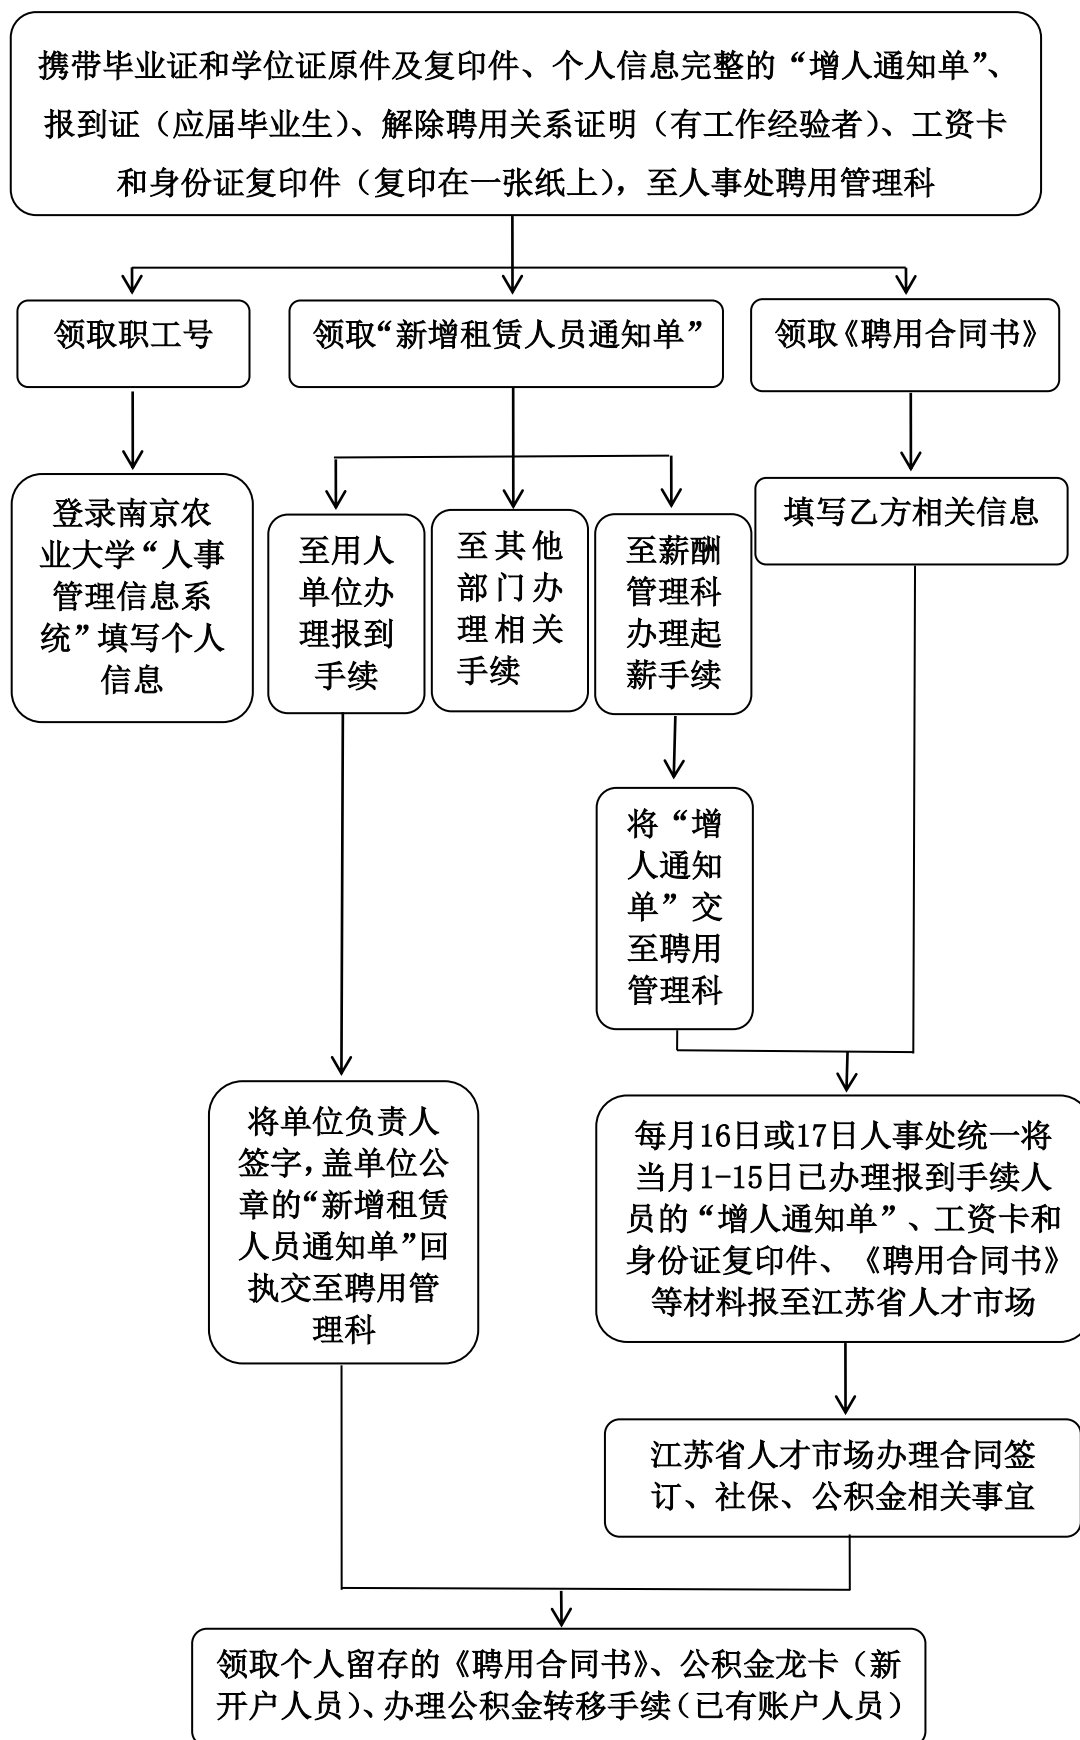 携带毕业证和学位证原件及复印件、个人信息完整的“增人通知单”、
报到证（应届毕业生）、解除聘用关系证明（有工作经验者）、工资卡
和身份证复印件（复印在一张纸上），至人事处聘用管理科
领取职工号
领取“新增租赁人员通知单”
领取《聘用合同书》
登录南京农
业大学“人事
管理信息系
统”填写个人
信息
至用人
单位办
理报到
手续
至其他
部门办
理相关
手续
至薪酬
管理科
办理起
薪手续
填写乙方相关信息
将“增
人通知
单”交
至聘用
管理科
将单位负责人
签字，盖单位公
章的“新增租赁
人员通知单”回
执交至聘用管
理科
每月16日或17日人事处统一将
当月1-15日已办理报到手续人
员的“增人通知单”、工资卡和
身份证复印件、《聘用合同书》
等材料报至江苏省人才市场
江苏省人才市场办理合同签
订、社保、公积金相关事宜
领取个人留存的《聘用合同书》、公积金龙卡（新
开户人员）、办理公积金转移手续（已有账户人员）